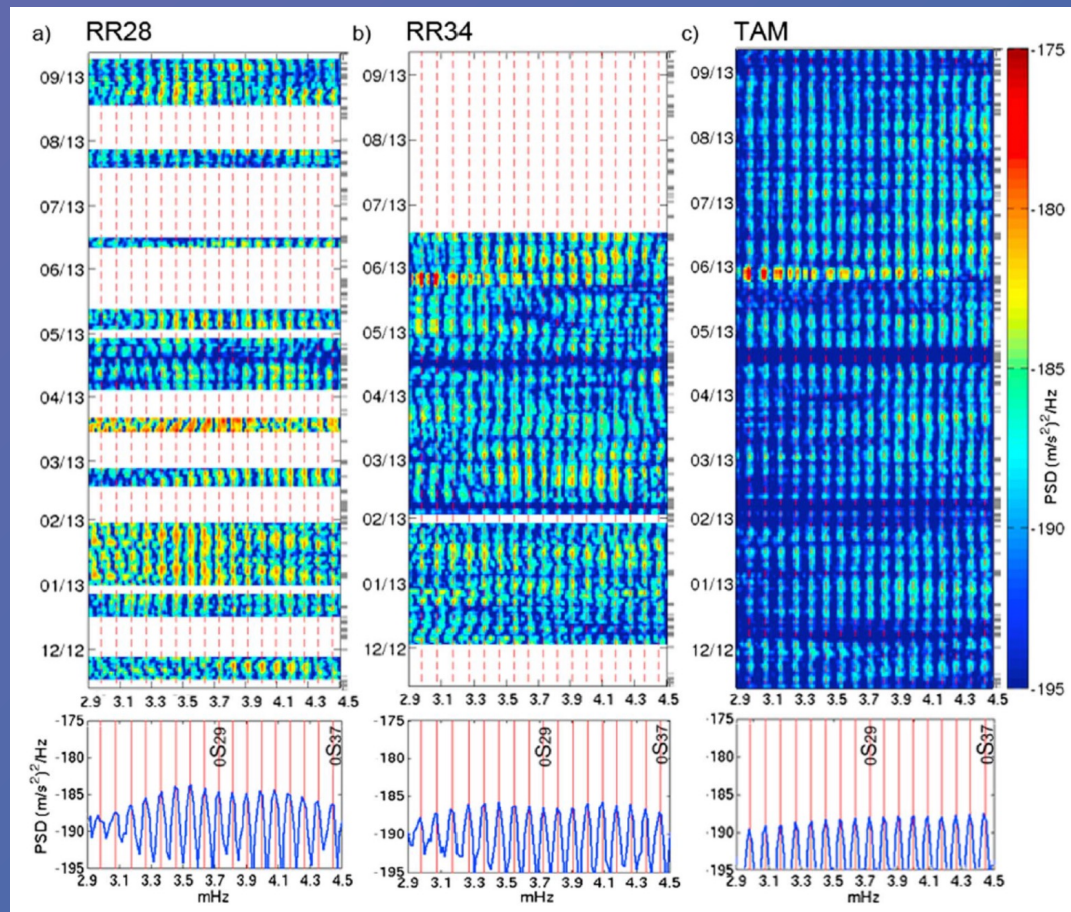 a) RR28
b) RR34
c) TAM
09/13
08/13
07/13
06/13
05/13
04/13
03/13
02/13
01/13
12/12
2.9 3.1 3.3 3.5 3.7 3.9 4.1 4.3 4.5
09/13
08/13
07/13
06/13
05/13
04/13
03/13
02/13
01/13
12/12
2.9 3.1 3.3 3.5 3.7 3.9 4.1 4.3 4.5
09/13
08/13
07/13
06/13
05/13
04/13
03/13
02/13
01/13
12/12
2.9 3.1 3.3 3.5 3.7 3.9 4.1 4.3 4.5
-175
-180
-185
-190
-195
PSD (m/s²)²/Hz
-175
-180
-185
-190
-195
PSD (m/s²)²/Hz
₀S₂₉
₀S₃₇
2.9 3.1 3.3 3.5 3.7 3.9 4.1 4.3 4.5
mHz
-175
-180
-185
-190
-195
₀S₂₉
₀S₃₇
2.9 3.1 3.3 3.5 3.7 3.9 4.1 4.3 4.5
mHz
-175
-180
-185
-190
-195
₀S₂₉
₀S₃₇
2.9 3.1 3.3 3.5 3.7 3.9 4.1 4.3 4.5
mHz